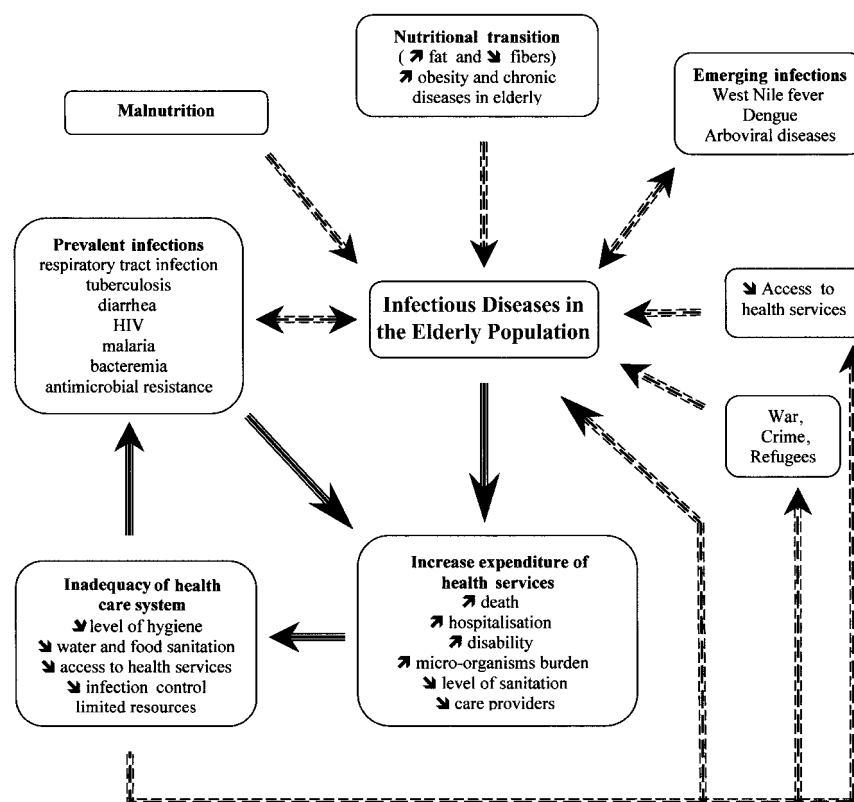 Nutritional transition
( ↗ fat and ↘ fibers)
↗ obesity and chronic
diseases in elderly
Emerging infections
West Nile fever
Dengue
Arboviral diseases
Malnutrition
Prevalent infections
respiratory tract infection
tuberculosis
diarrhea
HIV
malaria
bacteremia
antimicrobial resistance
Infectious Diseases in
the Elderly Population
↘ Access to
health services
War,
Crime,
Refugees
Inadequacy of health
care system
↘ level of hygiene
↘ water and food sanitation
↘ access to health services
↘ infection control
limited resources
Increase expenditure of
health services
↗ death
↗ hospitalisation
↗ disability
↗ micro-organisms burden
↘ level of sanitation
↘ care providers